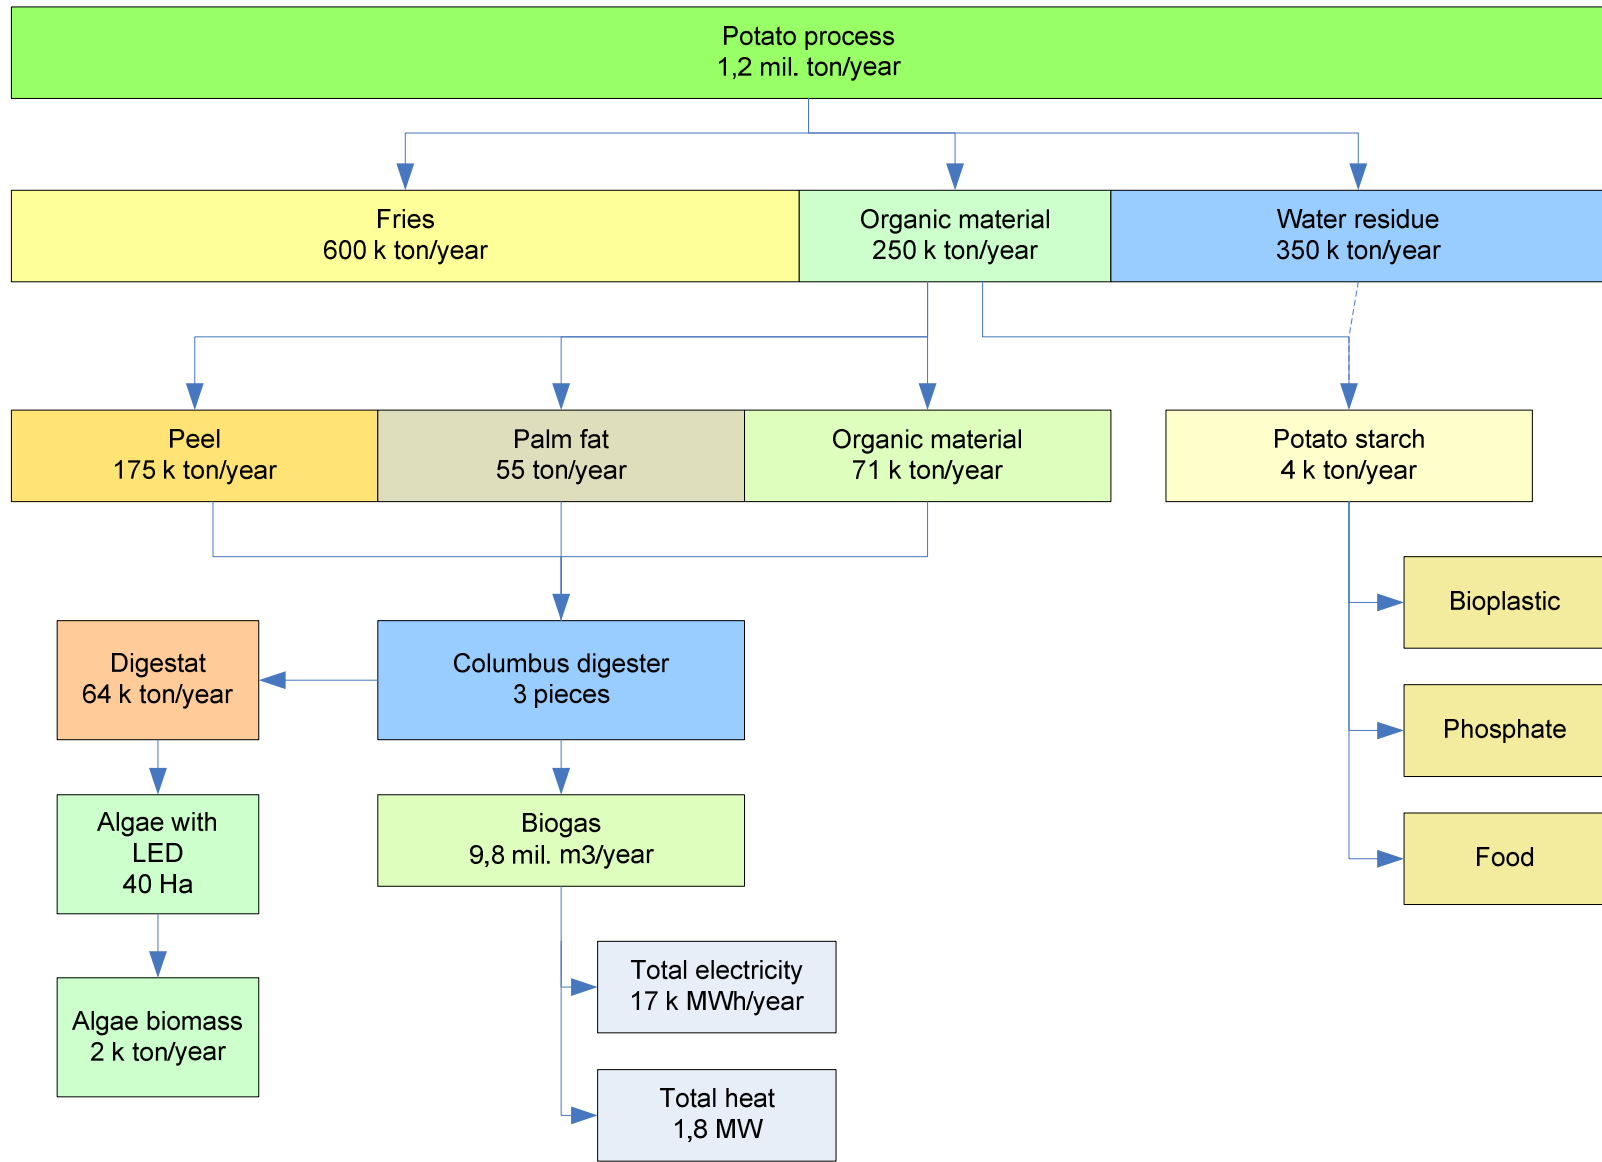 Potato process
1,2 mil. ton/year
Fries
600 k ton/year
Organic material
250 k ton/year
Water residue
350 k ton/year
Peel
175 k ton/year
Palm fat
55 ton/year
Organic material
71 k ton/year
Potato starch
4 k ton/year
Bioplastic
Digestat
64 k ton/year
Columbus digester
3 pieces
Phosphate
Algae with
LED
40 Ha
Biogas
9,8 mil. m3/year
Food
Total electricity
17 k MWh/year
Algae biomass
2 k ton/year
Total heat
1,8 MW